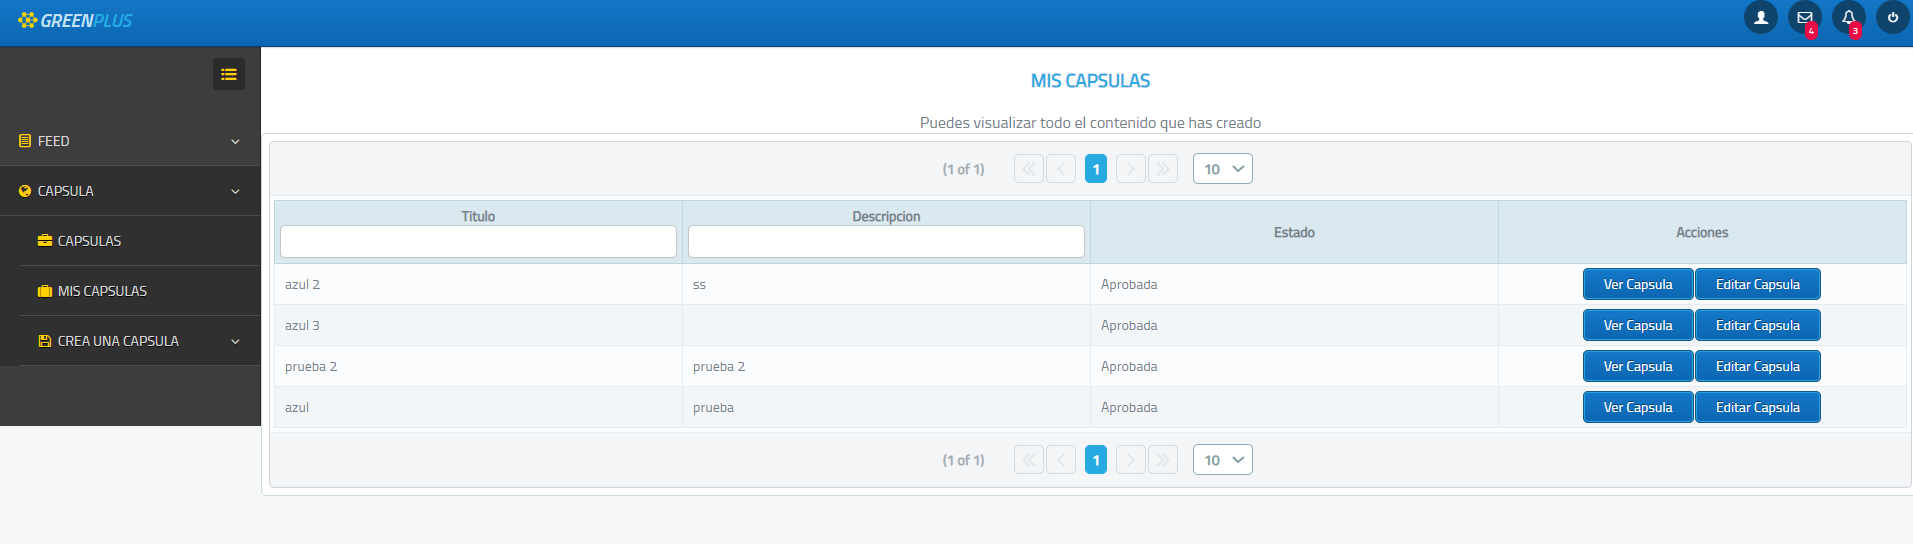 GREENPLUS
4
3
FEED
CAPSULA
CAPSULAS
MIS CAPSULAS
CREA UNA CAPSULA
MIS CAPSULAS
Puedes visualizar todo el contenido que has creado
(1 of 1) 1 10
Titulo Descripcion Estado Acciones
azul 2 ss Aprobada Ver Capsula Editar Capsula
azul 3 Aprobada Ver Capsula Editar Capsula
prueba 2 prueba 2 Aprobada Ver Capsula Editar Capsula
azul prueba Aprobada Ver Capsula Editar Capsula
(1 of 1) 1 10